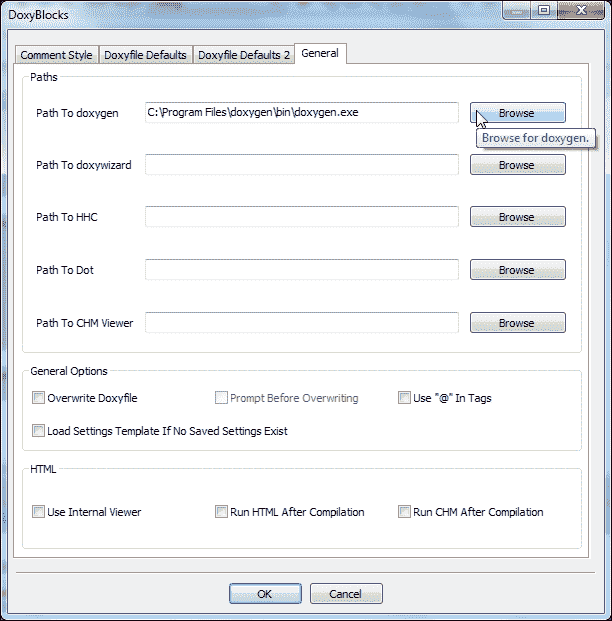 DoxyBlocks
Comment Style Doxyfile Defaults Doxyfile Defaults 2 General
Paths
Path To doxygen C:\Program Files\doxygen\bin\doxygen.exe Browse
Browse for doxygen.
Path To doxywizard Browse
Path To HHC Browse
Path To Dot Browse
Path To CHM Viewer Browse
General Options
Overwrite Doxyfile Prompt Before Overwriting Use "@" In Tags
Load Settings Template If No Saved Settings Exist
HTML
Use Internal Viewer Run HTML After Compilation Run CHM After Compilation
OK Cancel